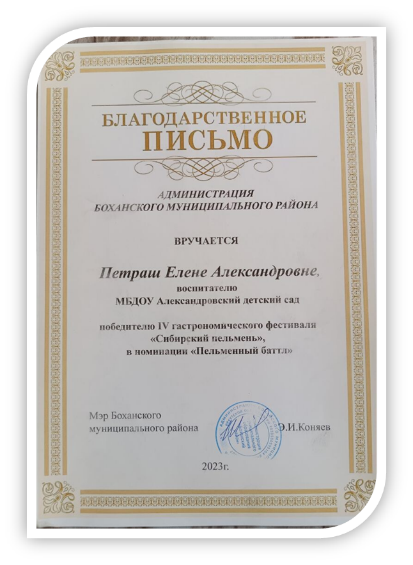 БЛАГОДАРСТВЕННОЕ
ПИСЬМО
АДМИНИСТРАЦИЯ
БОХАНСКОГО МУНИЦИПАЛЬНОГО РАЙОНА
ВРУЧАЕТСЯ
Петраш Елене Александровне,
воспитателю
МБДОУ Александровский детский сад
победителю IV гастрономического фестиваля
«Сибирский пельмень»,
в номинации «Пельменный баттл»
Мэр Боханского
муниципального района Э.И.Коняев
2023г.